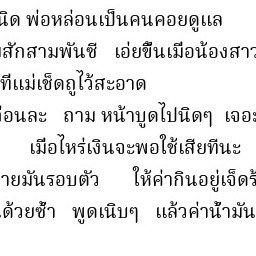 นิด พ่อหล่อนเป็นคนคอยดูแล
สักสามพันซี เอ่ยขึ้นเมือน้องสาว
ทีแม่เช็ดถูไว้สะอาด
ือนละ ถาม หน้าบูดไปนิดๆ เจอะ
เมือไหร่เงินจะพอใช้เสียทีนะ
ายมันรอบตัว ให้ค่ากินอยู่เจ็ดร้
ด้วยซ้ำ พูดเนิบๆ แล้วค่าน้ำมัน